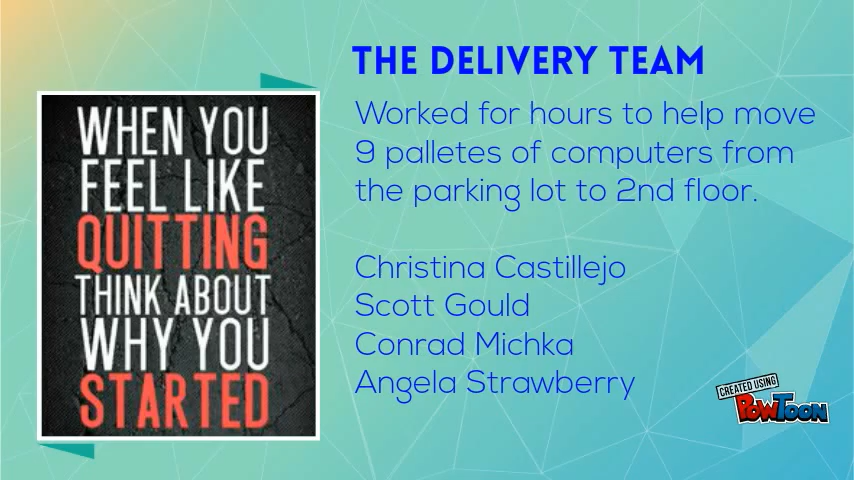 WHEN YOU
FEEL LIKE
QUITTING
THINK ABOUT
WHY YOU
STARTED
THE DELIVERY TEAM
Worked for hours to help move
9 palletes of computers from
the parking lot to 2nd floor.
Christina Castillejo
Scott Gould
Conrad Michka
Angela Strawberry
CREATED USING
POWTOON